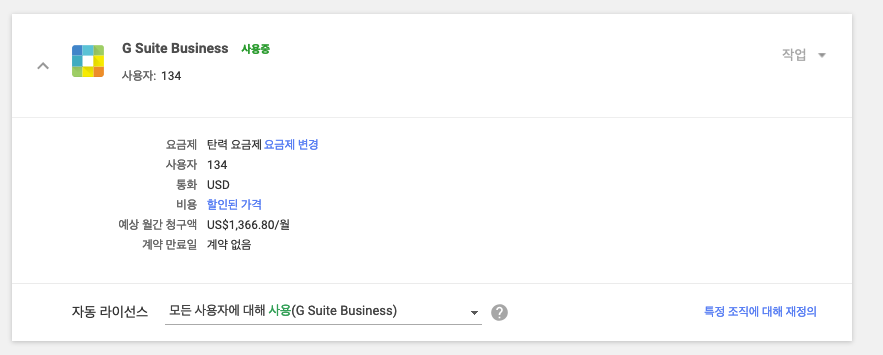 G Suite Business 사용중
작업
사용자: 134
요금제 탄력 요금제 요금제 변경
사용자 134
통화 USD
비용 할인된 가격
예상 월간 청구액 US$1,366.80/월
계약 만료일 계약 없음
자동 라이선스 모든 사용자에 대해 사용(G Suite Business) ? 특정 조직에 대해 재정의